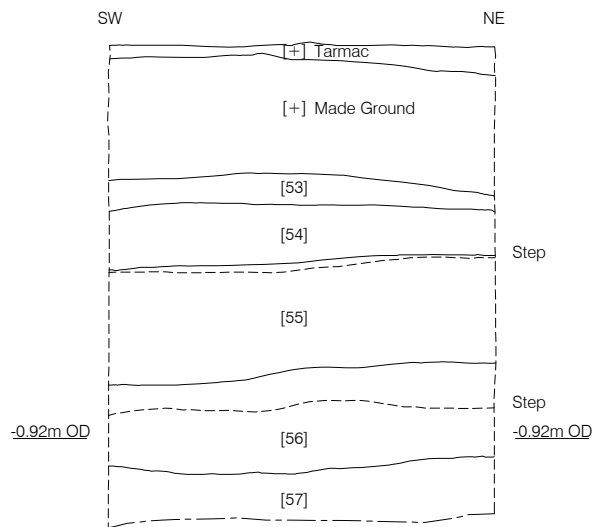 SW NE
[+] Tarmac
[+] Made Ground
[53]
[54]
Step
[55]
Step
-0.92m OD -0.92m OD
[56]
[57]